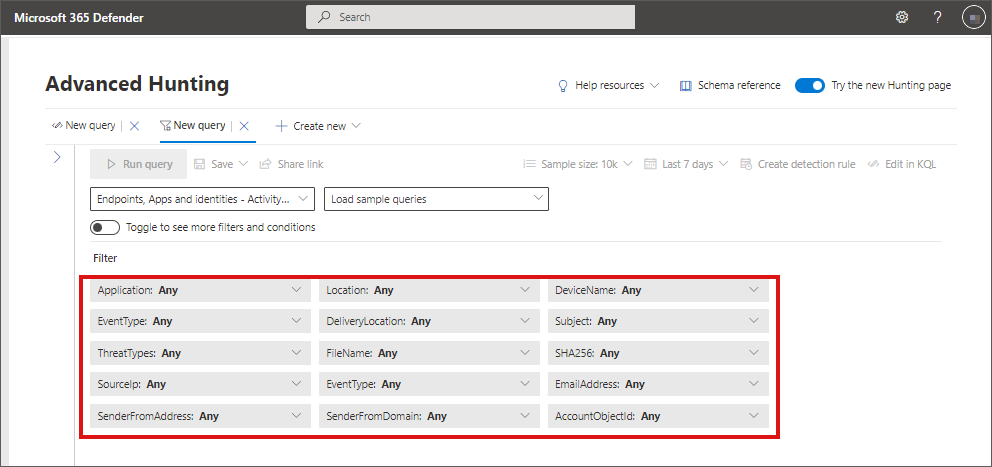 Microsoft 365 Defender
Search
?
Advanced Hunting
Help resources
Schema reference
Try the new Hunting page
New query
New query
Create new
Run query
Save
Share link
Sample size: 10k
Last 7 days
Create detection rule
Edit in KQL
Endpoints, Apps and identities - Activity...
Load sample queries
Toggle to see more filters and conditions
Filter
Application: Any
Location: Any
DeviceName: Any
EventType: Any
DeliveryLocation: Any
Subject: Any
ThreatTypes: Any
FileName: Any
SHA256: Any
SourceIp: Any
EventType: Any
EmailAddress: Any
SenderFromAddress: Any
SenderFromDomain: Any
AccountObjectId: Any